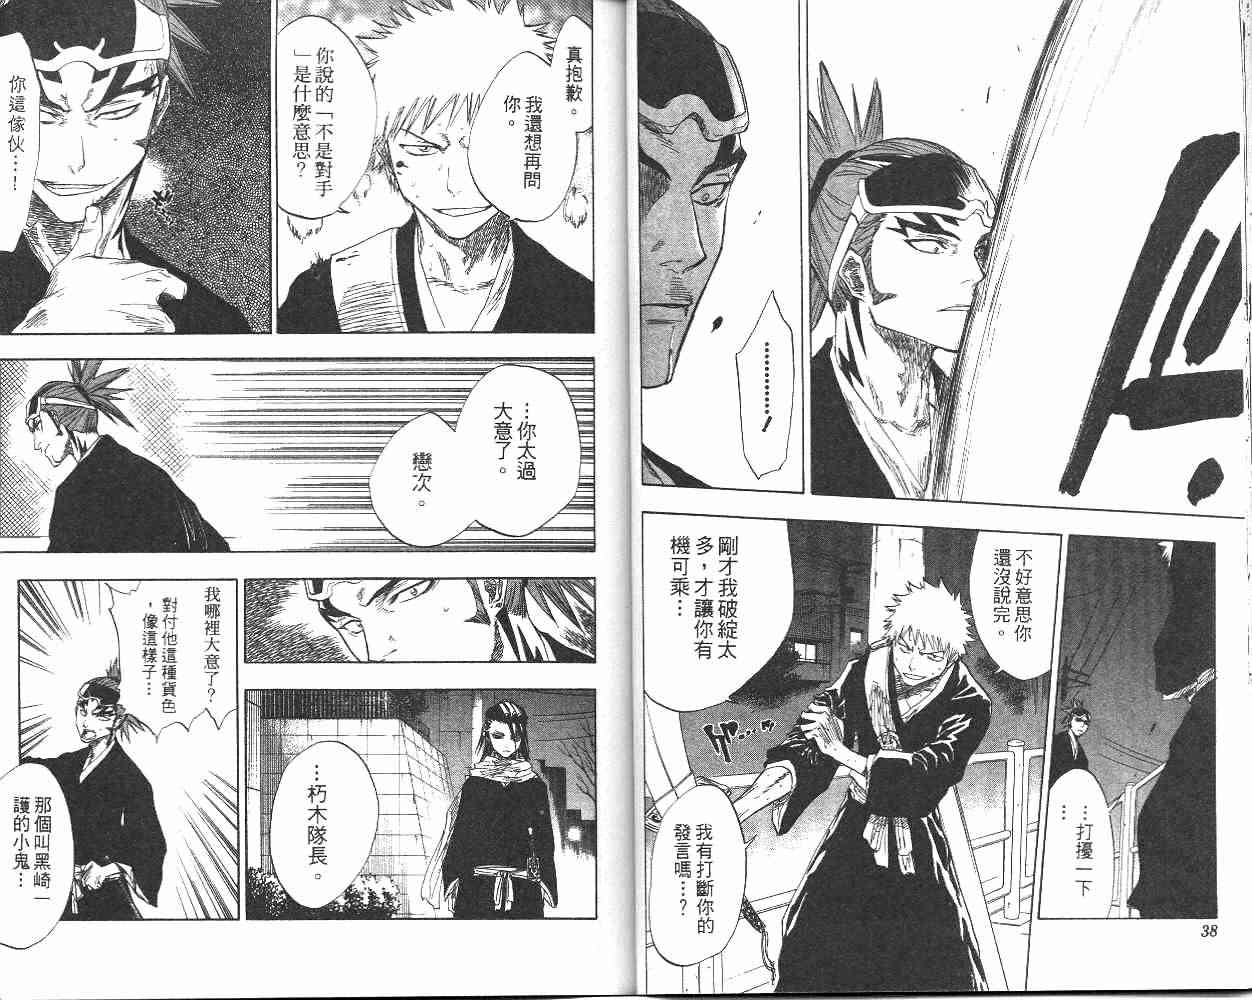 ………
…打擾一下
…
不好意思你
還沒說完。
剛才我破綻太
多，才讓你有
機可乘…
我有打斷你的
發言嗎…？
38
真抱歉。
我還想再問
你。
你說的「不是對手
」是什麼意思？
你這傢伙……
…你太過
大意了。
戀次。
…朽木隊長。
我哪裡大意了？
對付他這種貨色
，像這樣子…
那個叫黑崎一
護的小鬼…